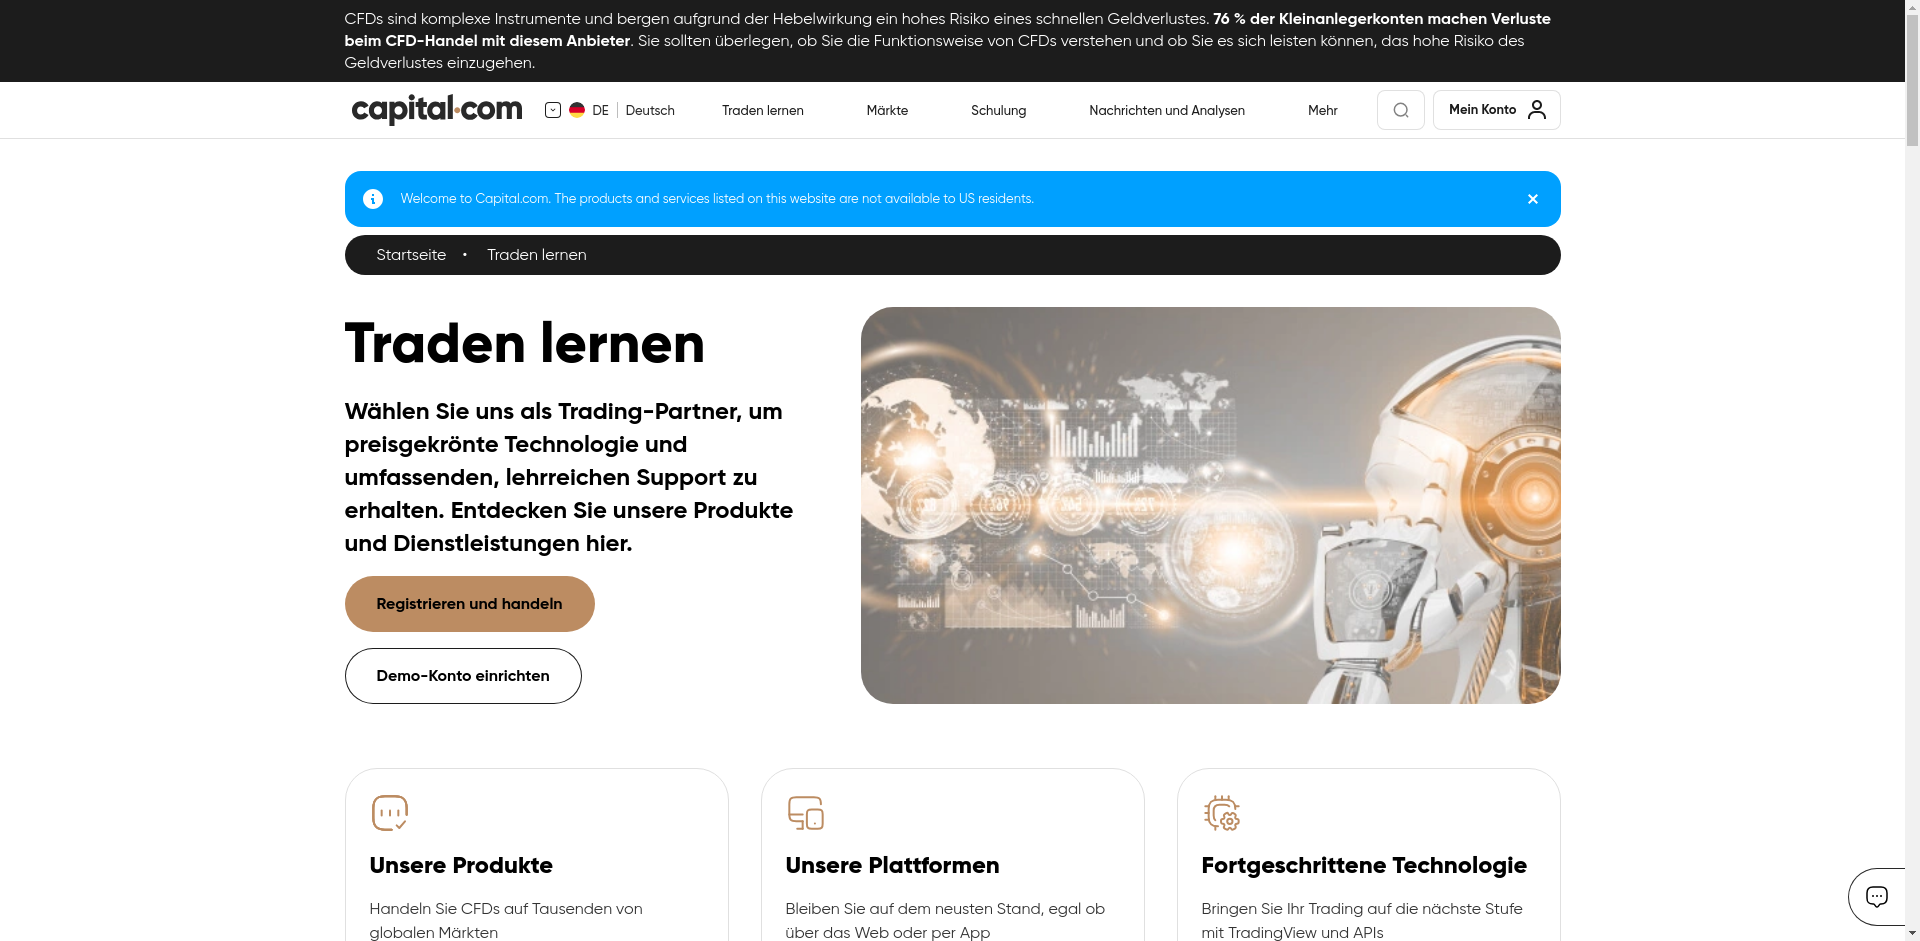 CFDs sind komplexe Instrumente und bergen aufgrund der Hebelwirkung ein hohes Risiko eines schnellen Geldverlustes. 76 % der Kleinanlegerkonten machen Verluste
beim CFD-Handel mit diesem Anbieter. Sie sollten überlegen, ob Sie die Funktionsweise von CFDs verstehen und ob Sie es sich leisten können, das hohe Risiko des
Geldverlustes einzugehen.
capital.com
DE Deutsch
Traden lernen
Märkte
Schulung
Nachrichten und Analysen
Mehr
Mein Konto
Welcome to Capital.com. The products and services listed on this website are not available to US residents.
Startseite • Traden lernen
Traden lernen
Wählen Sie uns als Trading-Partner, um
preisgekrönte Technologie und
umfassenden, lehrreichen Support zu
erhalten. Entdecken Sie unsere Produkte
und Dienstleistungen hier.
Registrieren und handeln
Demo-Konto einrichten
Unsere Produkte
Handeln Sie CFDs auf Tausenden von
globalen Märkten
Unsere Plattformen
Bleiben Sie auf dem neusten Stand, egal ob
über das Web oder per App
Fortgeschrittene Technologie
Bringen Sie Ihr Trading auf die nächste Stufe
mit TradingView und APIs